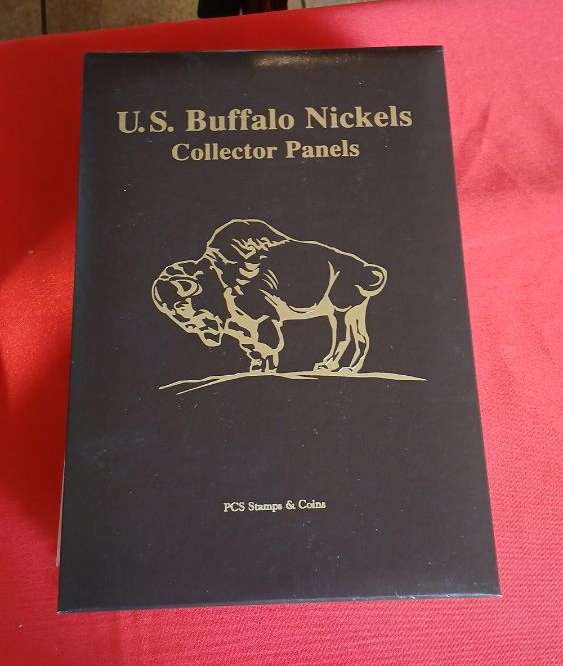 U.S. Buffalo Nickels
Collector Panels
PCS Stamps & Coins